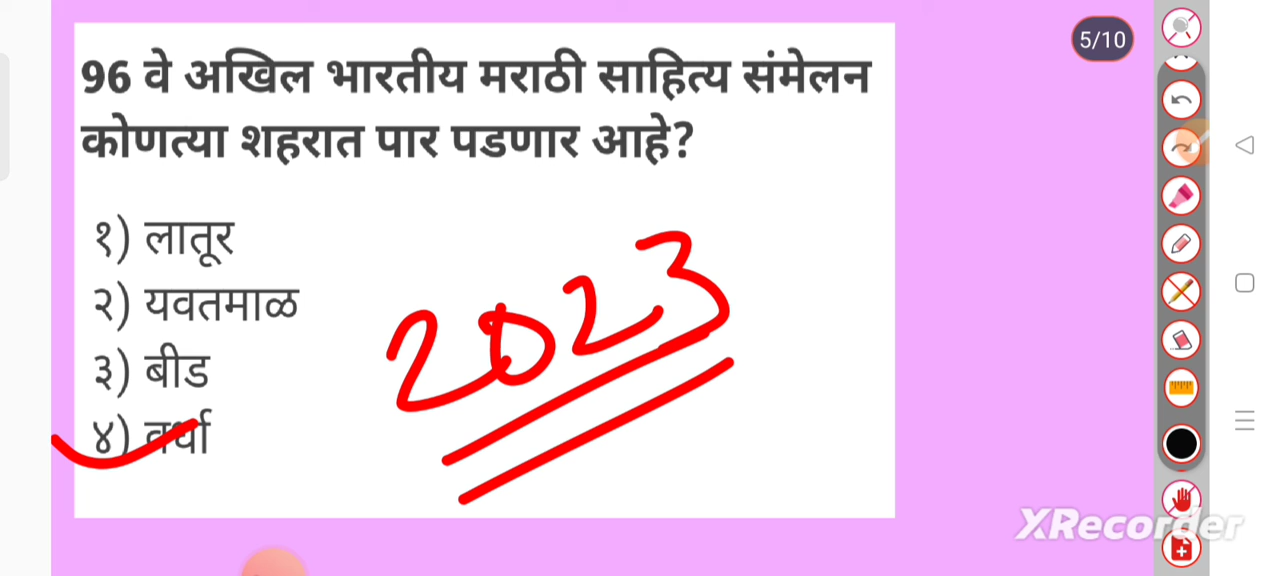 96 वे अखिल भारतीय मराठी साहित्य संमेलन
कोणत्या शहरात पार पडणार आहे?
१) लातूर
२) यवतमाळ
३) बीड
४) वर्धा
2023
5/10
XRecorder